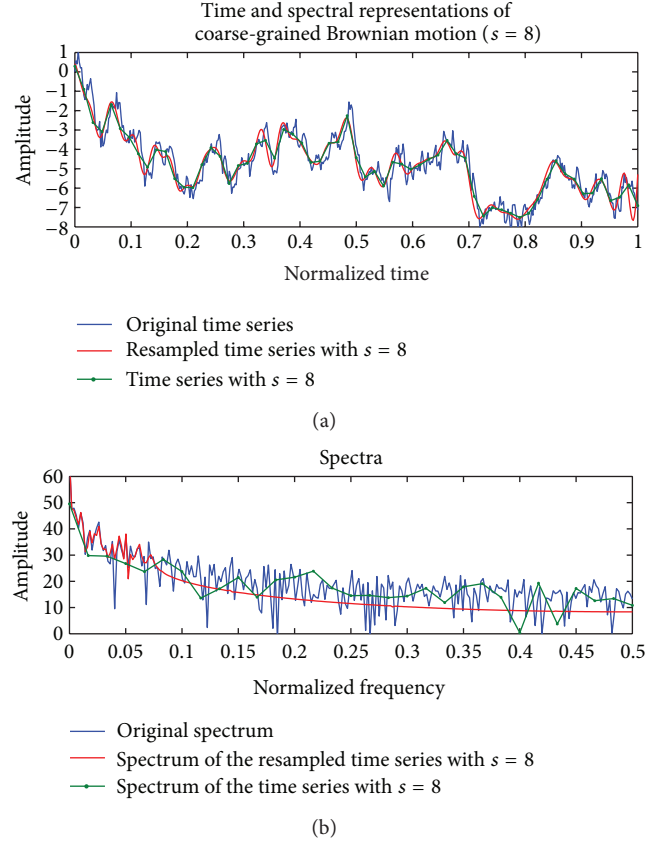 Time and spectral representations of
coarse-grained Brownian motion (s = 8)
Amplitude
1
0
−1
−2
−3
−4
−5
−6
−7
−8
0 0.1 0.2 0.3 0.4 0.5 0.6 0.7 0.8 0.9 1
Normalized time
Original time series
Resampled time series with s = 8
Time series with s = 8
(a)
Spectra
Amplitude
60
50
40
30
20
10
0
0 0.05 0.1 0.15 0.2 0.25 0.3 0.35 0.4 0.45 0.5
Normalized frequency
Original spectrum
Spectrum of the resampled time series with s = 8
Spectrum of the time series with s = 8
(b)